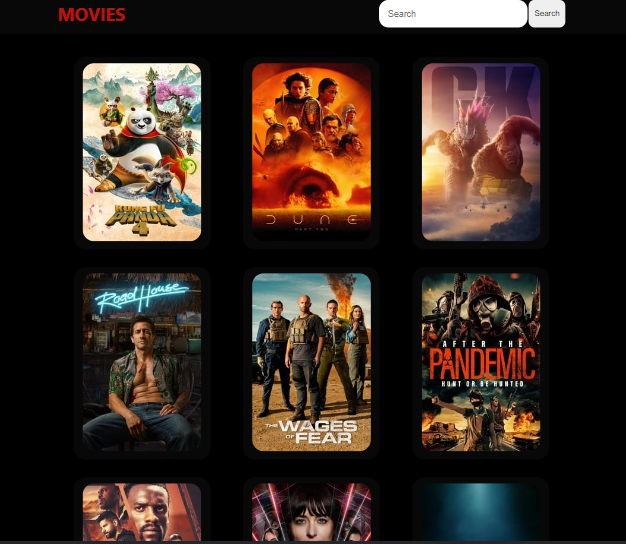 MOVIES
Search
Search
KUNG FU
PANDA
4
DUNE
PART TWO
GK
Road House
THE WAGES
OF FEAR
AFTER THE
PANDEMIC
HUNT OR BE HUNTED